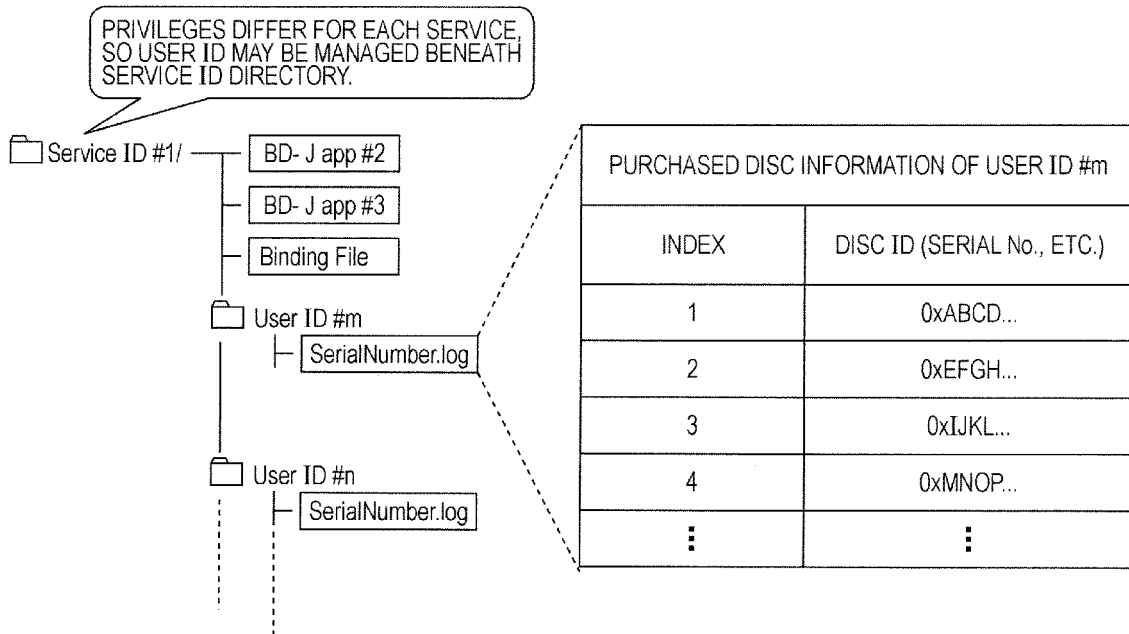 PRIVILEGES DIFFER FOR EACH SERVICE,
SO USER ID MAY BE MANAGED BENEATH
SERVICE ID DIRECTORY.
Service ID #1/
BD- J app #2
BD- J app #3
Binding File
User ID #m
SerialNumber.log
User ID #n
SerialNumber.log
PURCHASED DISC INFORMATION OF USER ID #m
INDEX DISC ID (SERIAL No., ETC.)
1 0xABCD...
2 0xEFGH...
3 0xIJKL...
4 0xMNOP...
⋮ ⋮